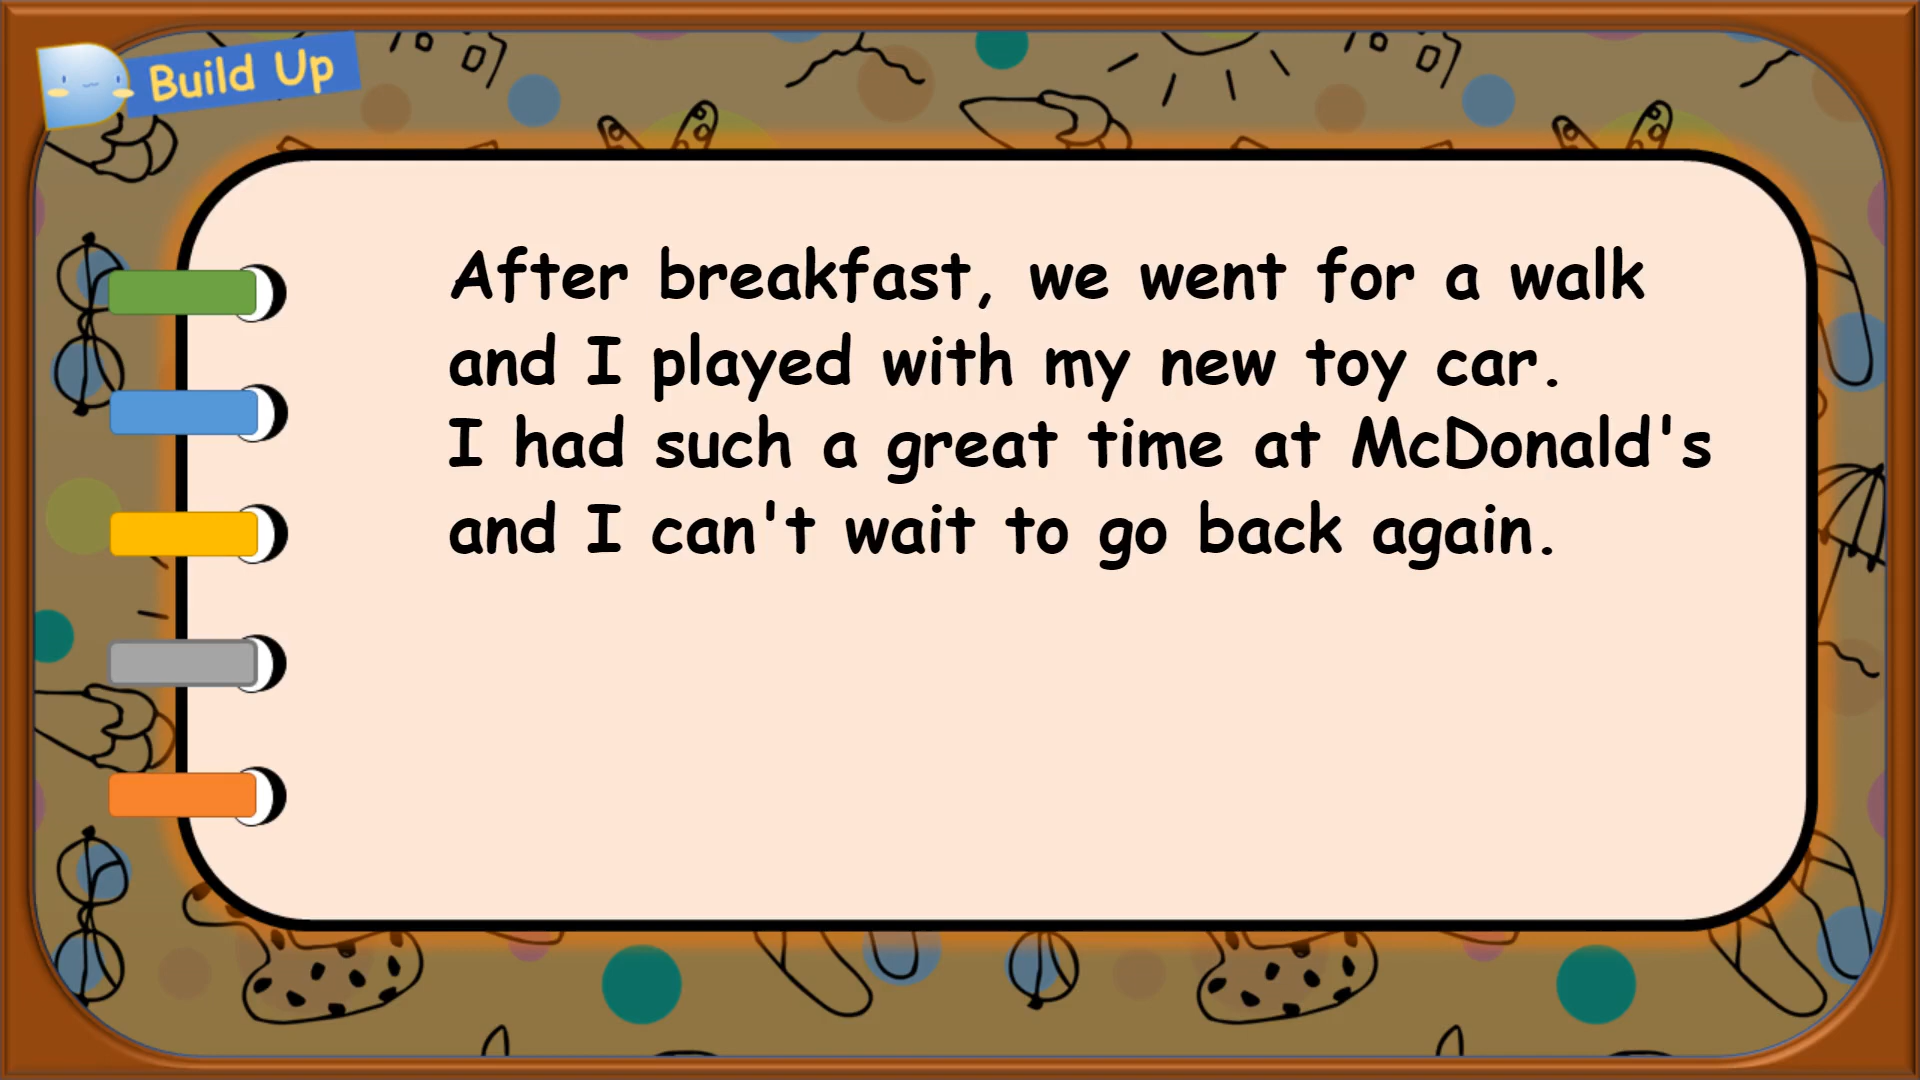 Build Up
After breakfast, we went for a walk
and I played with my new toy car.
I had such a great time at McDonald's
and I can't wait to go back again.